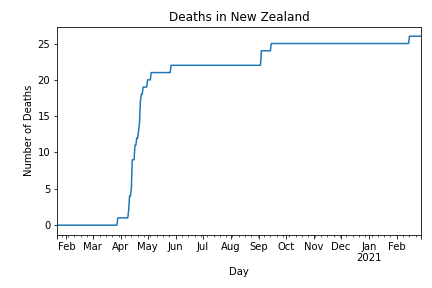 Deaths in New Zealand
Number of Deaths
25
20
15
10
5
0
Feb Mar Apr May Jun Jul Aug Sep Oct Nov Dec Jan Feb
2021
Day